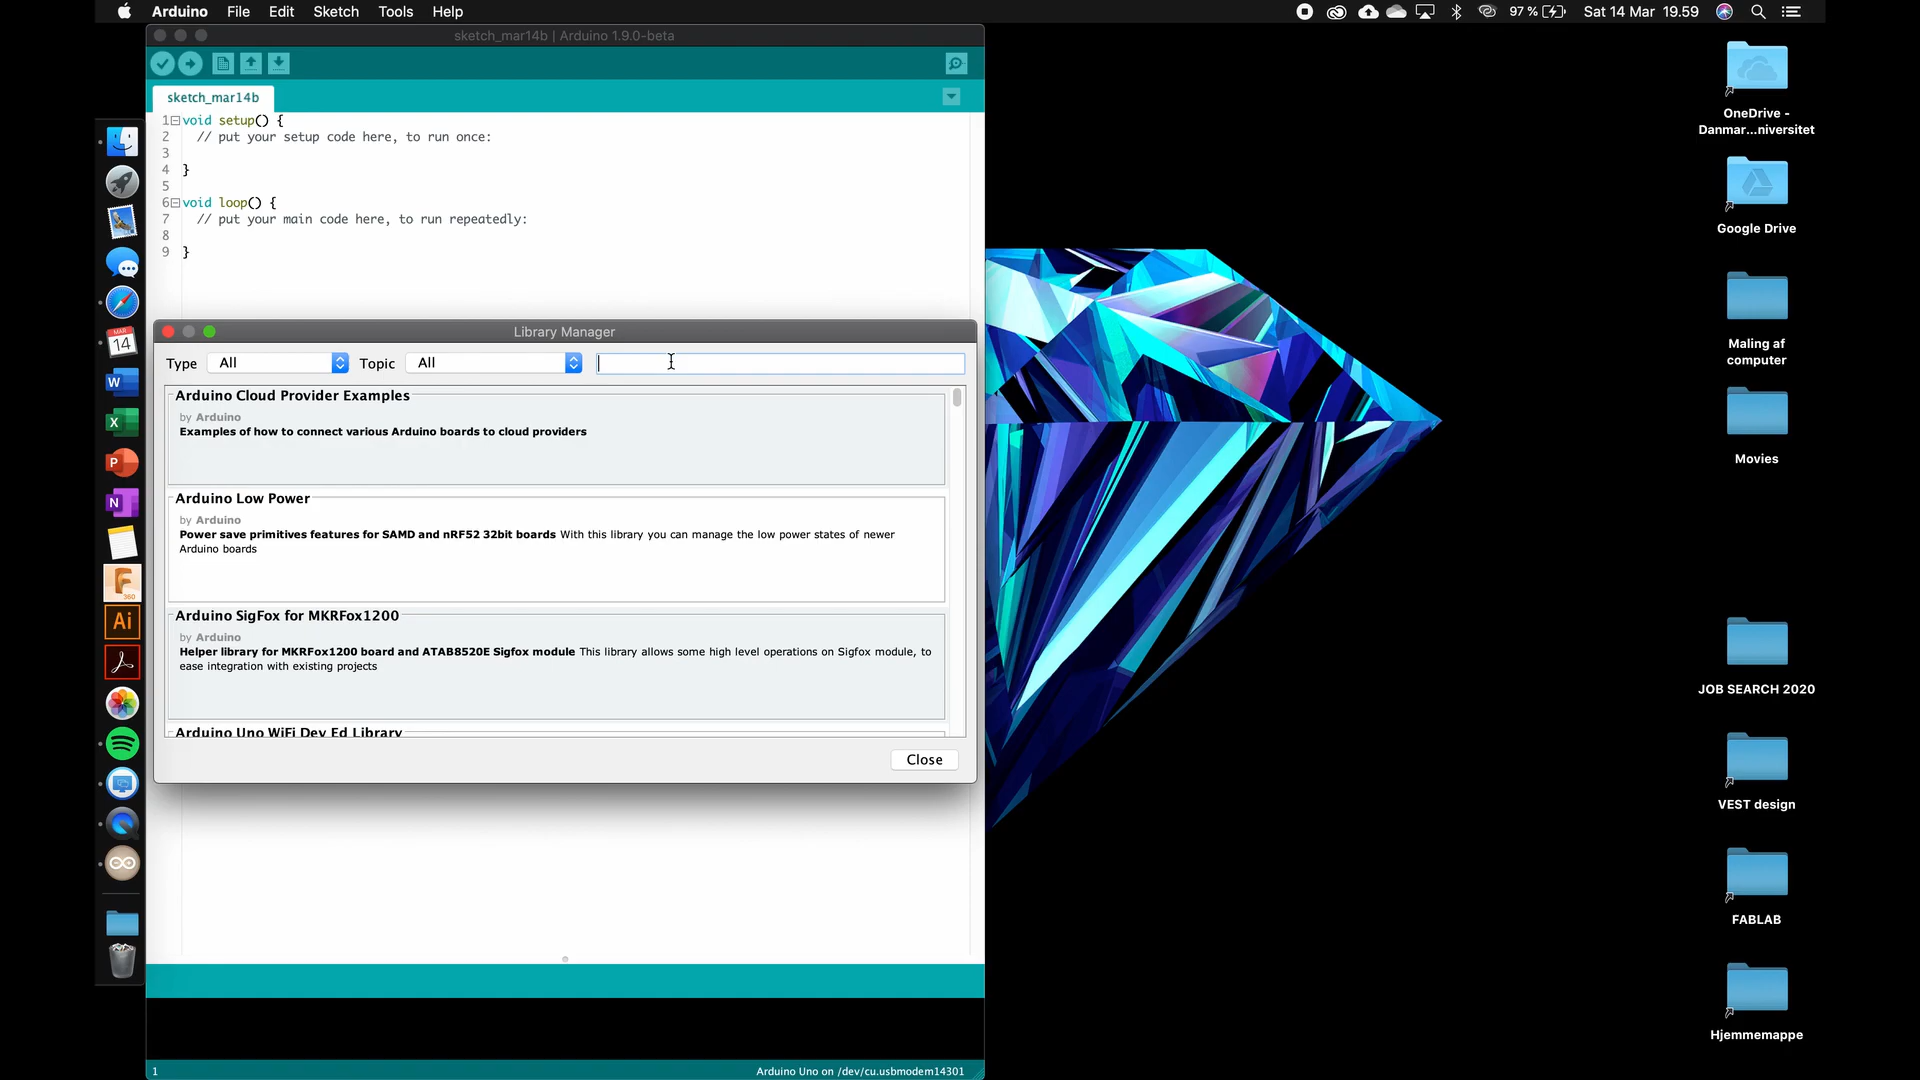 Arduino File Edit Sketch Tools Help
97 % Sat 14 Mar 19.59
sketch_mar14b | Arduino 1.9.0-beta
sketch_mar14b
1 void setup() {
2 // put your setup code here, to run once:
3
4 }
5
6 void loop() {
7 // put your main code here, to run repeatedly:
8
9 }
Library Manager
Type All Topic All
Arduino Cloud Provider Examples
by Arduino
Examples of how to connect various Arduino boards to cloud providers
Arduino Low Power
by Arduino
Power save primitives features for SAMD and nRF52 32bit boards With this library you can manage the low power states of newer
Arduino boards
Arduino SigFox for MKRFox1200
by Arduino
Helper library for MKRFox1200 board and ATAB8520E Sigfox module This library allows some high level operations on Sigfox module, to
ease integration with existing projects
Arduino Uno WiFi Dev Ed Library
Close
1 Arduino Uno on /dev/cu.usbmodem14301
MAR
14
W
X
P
N
F
360
Ai
OneDrive -
Danmar...niversitet
Google Drive
Maling af
computer
Movies
JOB SEARCH 2020
VEST design
FABLAB
Hjemmemappe